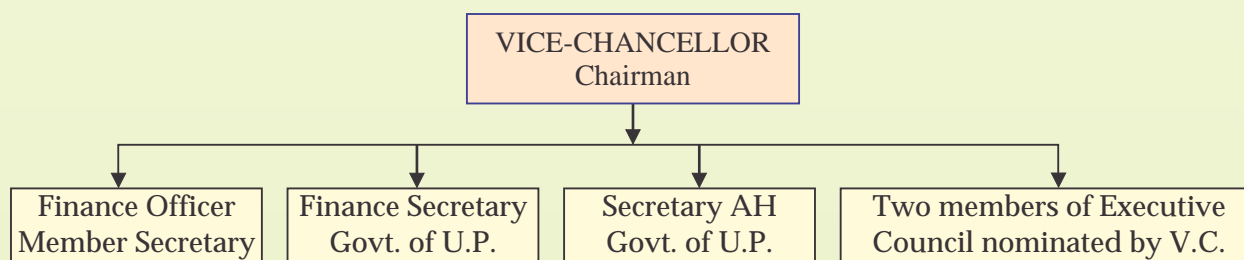 VICE-CHANCELLOR
Chairman
Finance Officer
Member Secretary
Finance Secretary
Govt. of U.P.
Secretary AH
Govt. of U.P.
Two members of Executive
Council nominated by V.C.